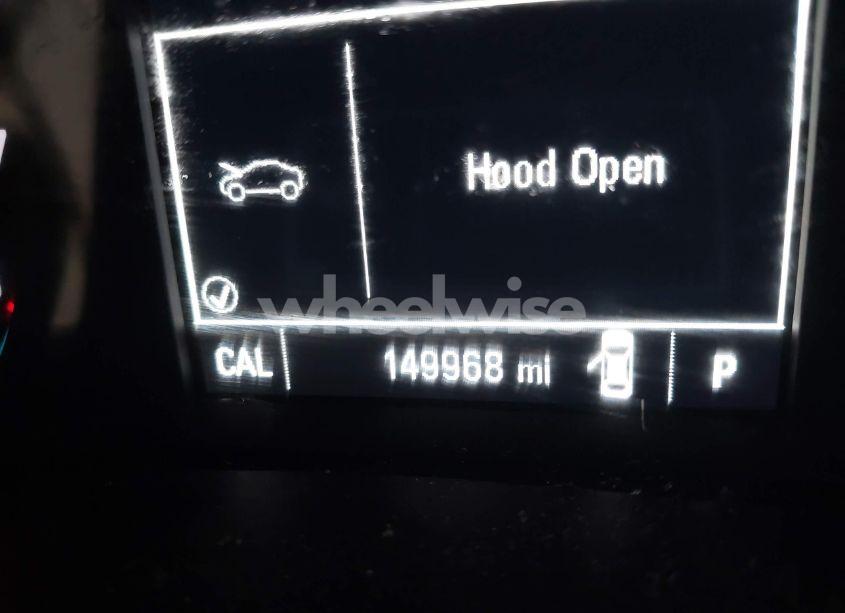 Hood Open
wheelwise
CAL 149968 mi P